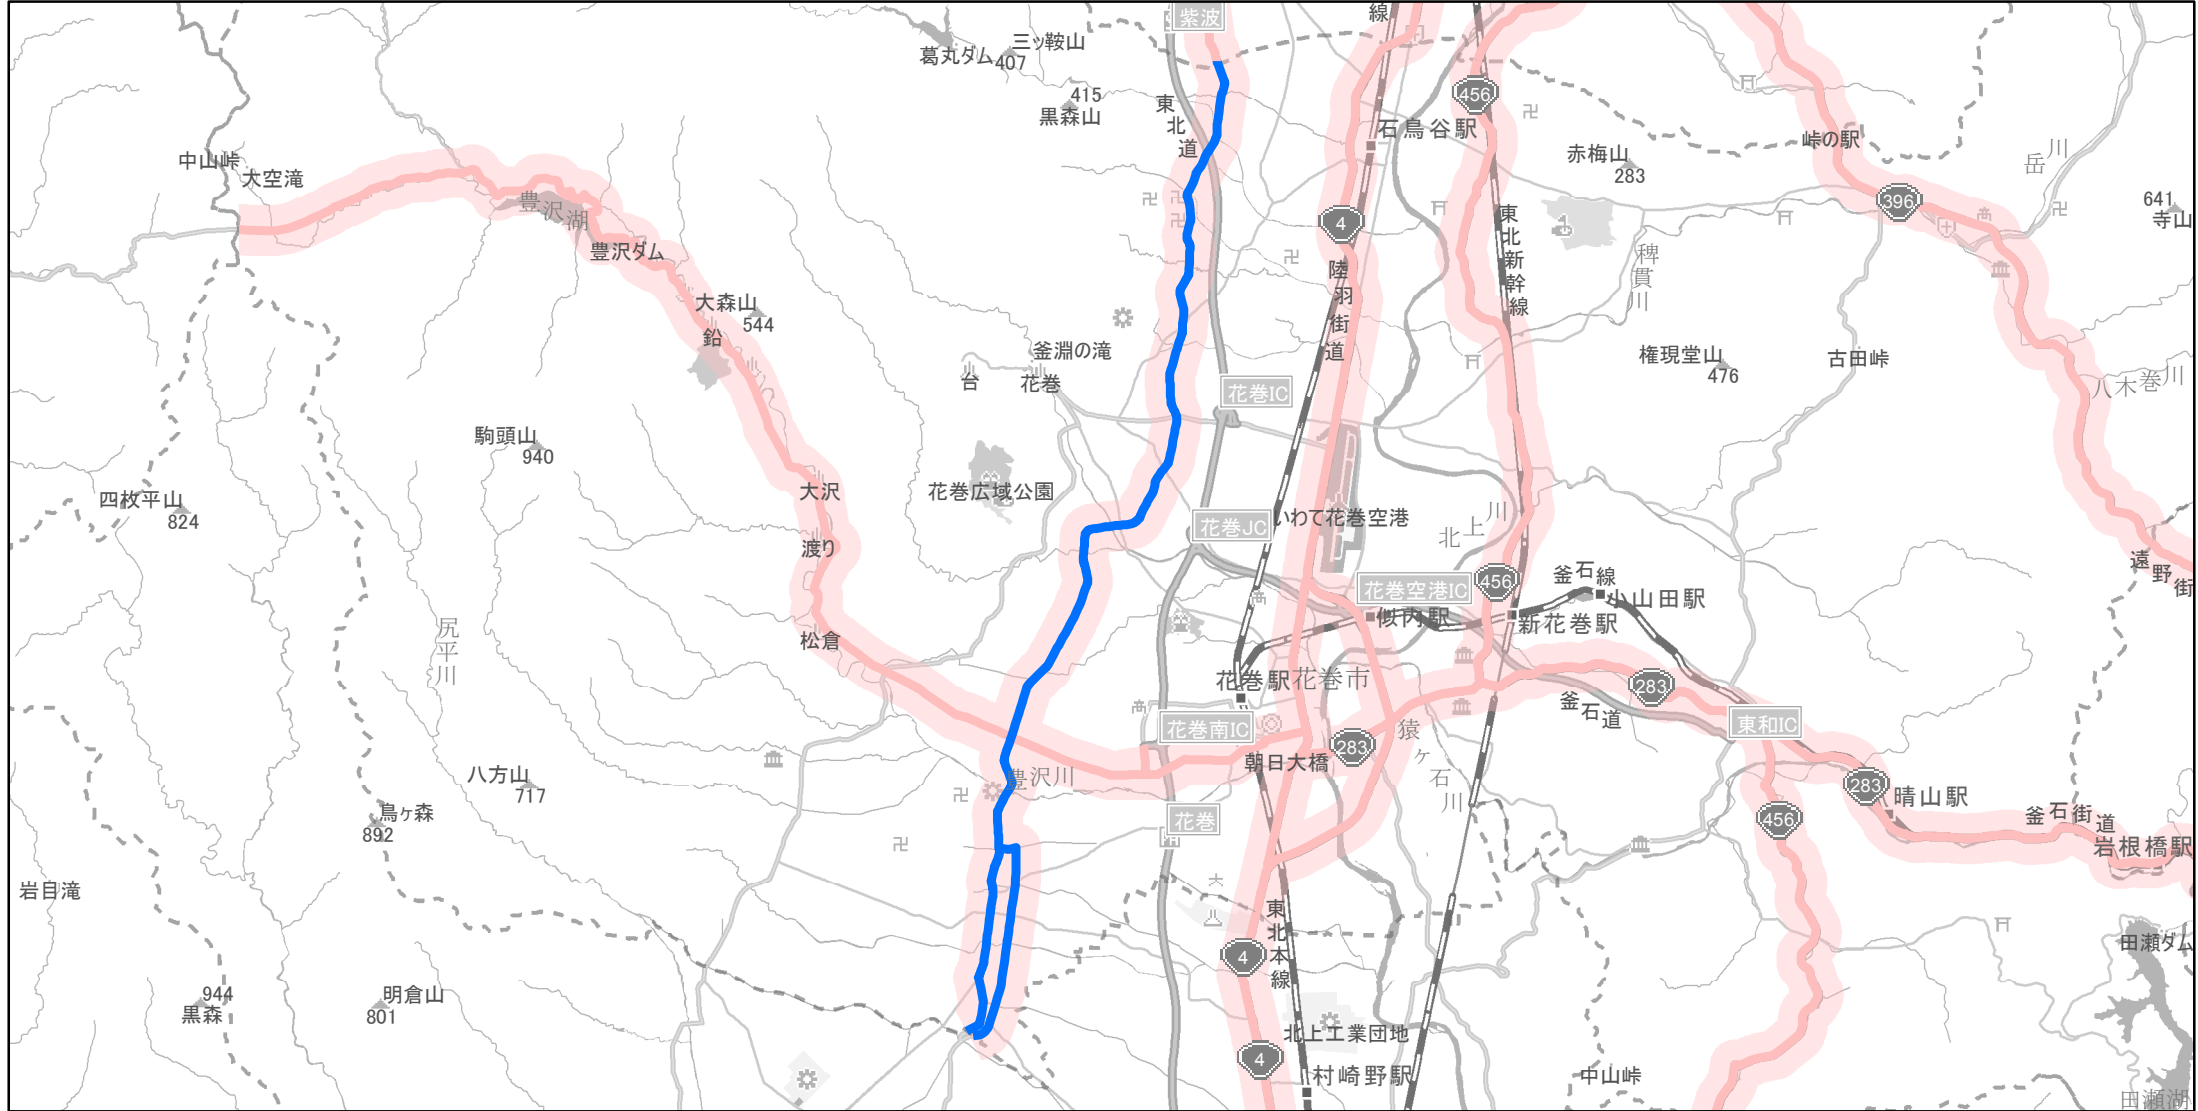 紫波
線
三ッ鞍山
葛丸ダム
407
415
黒森山
東北道
456
石鳥谷駅
赤梅山
283
峠の駅
岳川
中山峠
大空滝
豊沢湖
豊沢ダム
4
396
641
寺山
東北新幹線
稗貫川
陸羽街道
大森山
544
鉛
釜淵の滝
台
花巻
花巻IC
権現堂山
476
古田峠
八木巻川
駒頭山
940
四枚平山
824
大沢
花巻広域公園
渡り
花巻JC
いわて花巻空港
北上川
遠野街
花巻空港IC
456
釜石線
小山田駅
似内駅
新花巻駅
尻平川
松倉
花巻駅
花巻市
283
釜石道
東和IC
花巻南IC
283
猿ヶ石川
朝日大橋
豊沢川
八方山
717
283
晴山駅
鳥ヶ森
892
花巻
PA
456
釜石街道
岩根橋駅
岩目滝
東北本線
4
田瀬ダム
944
黒森
明倉山
801
北上工業団地
4
村崎野駅
中山峠
田瀬湖